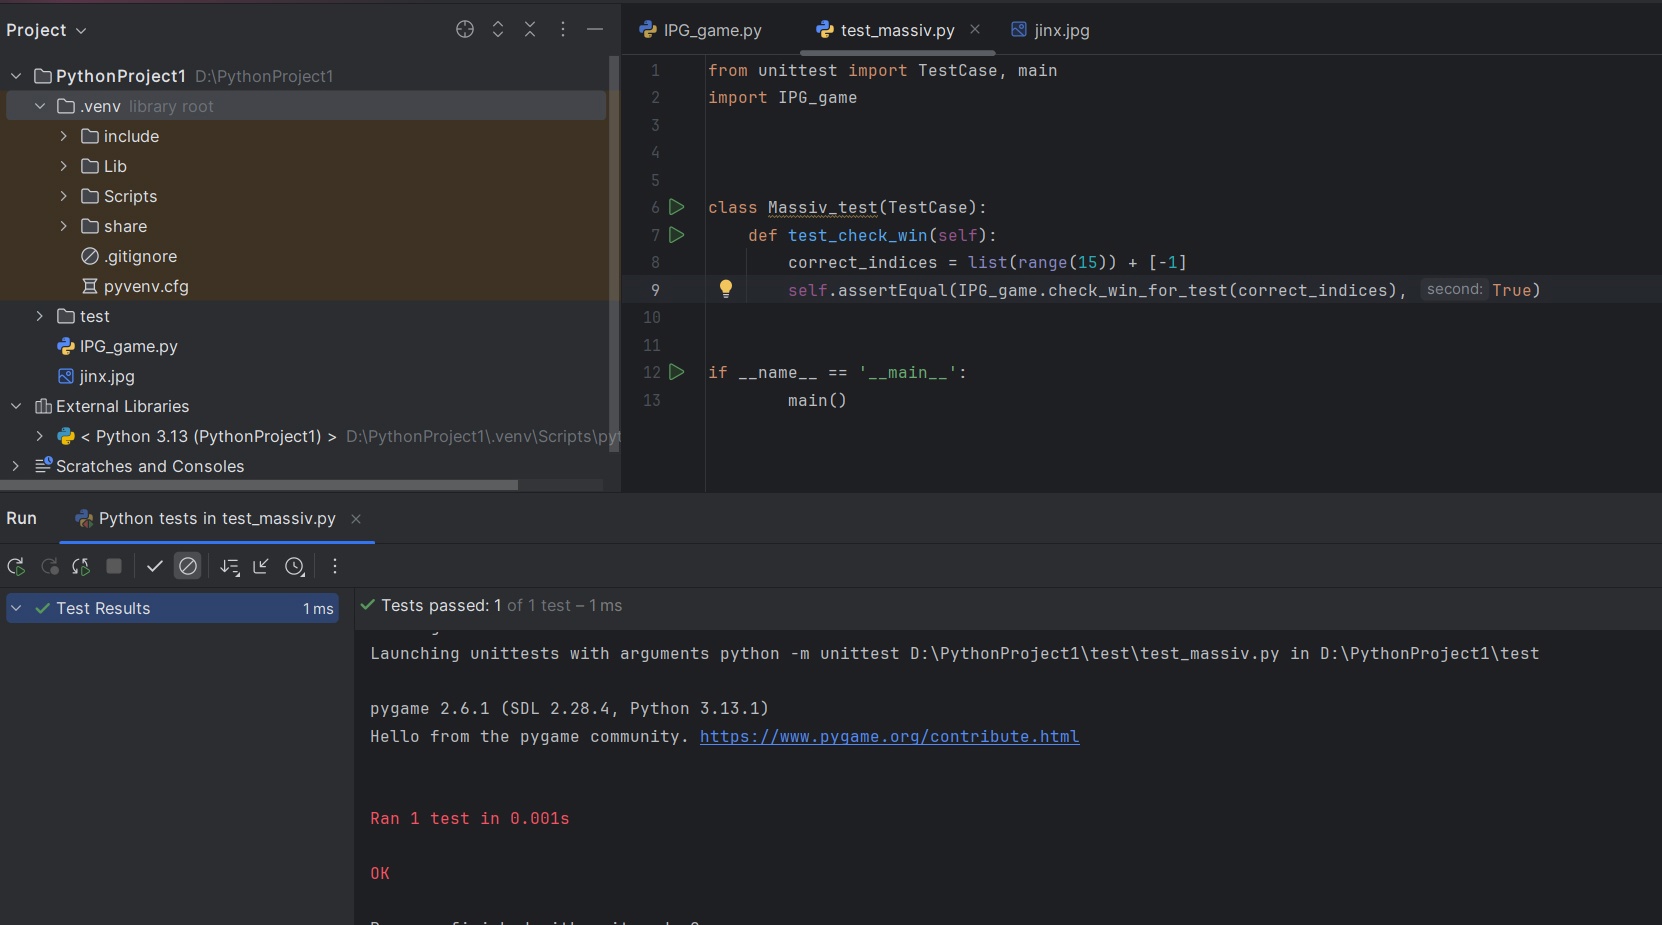 Project
PythonProject1 D:\PythonProject1
.venv library root
include
Lib
Scripts
share
.gitignore
pyvenv.cfg
test
IPG_game.py
jinx.jpg
External Libraries
< Python 3.13 (PythonProject1) > D:\PythonProject1\.venv\Scripts\pyt
Scratches and Consoles
IPG_game.py test_massiv.py jinx.jpg
1 from unittest import TestCase, main
2 import IPG_game
3
4
5
6 class Massiv_test(TestCase):
7 def test_check_win(self):
8 correct_indices = list(range(15)) + [-1]
9 self.assertEqual(IPG_game.check_win_for_test(correct_indices), second: True)
10
11
12 if __name__ == '__main__':
13 main()
Run Python tests in test_massiv.py
Test Results 1 ms
Tests passed: 1 of 1 test – 1 ms
Launching unittests with arguments python -m unittest D:\PythonProject1\test\test_massiv.py in D:\PythonProject1\test
pygame 2.6.1 (SDL 2.28.4, Python 3.13.1)
Hello from the pygame community. https://www.pygame.org/contribute.html
Ran 1 test in 0.001s
OK